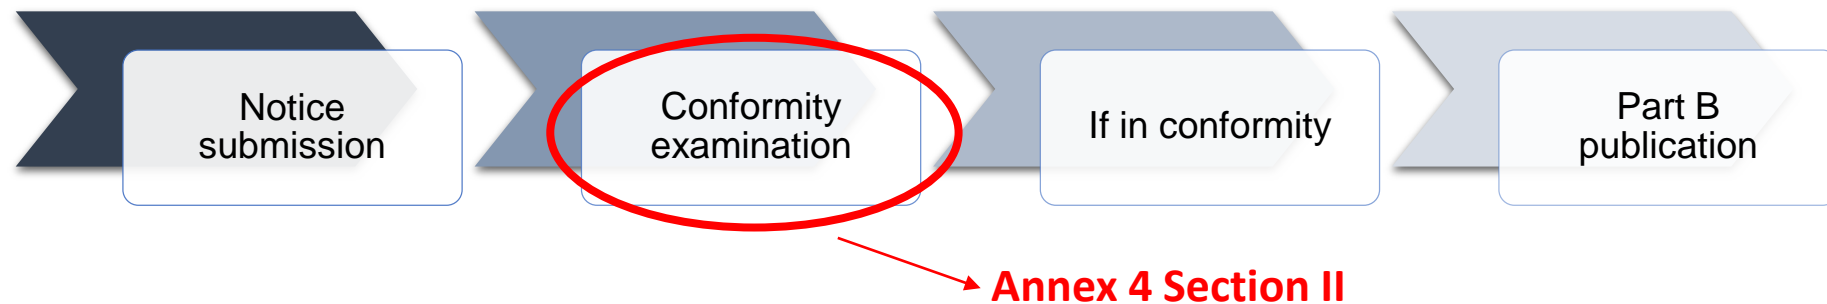 Notice
submission
Conformity
examination
If in conformity
Part B
publication
Annex 4 Section II